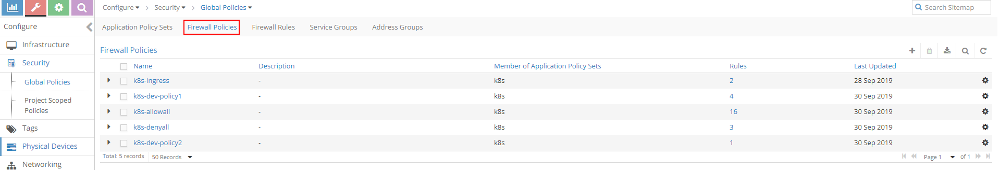 Configure Security Global Policies Search Sitemap
Configure
Application Policy Sets Firewall Policies Firewall Rules Service Groups Address Groups
Infrastructure
Security
Global Policies
Project Scoped
Policies
Tags
Physical Devices
Networking
Firewall Policies
Name Description Member of Application Policy Sets Rules Last Updated
k8s-Ingress - k8s 2 28 Sep 2019
k8s-dev-policy1 - k8s 4 30 Sep 2019
k8s-allowall - k8s 16 30 Sep 2019
k8s-denyall - k8s 3 30 Sep 2019
k8s-dev-policy2 - k8s 1 30 Sep 2019
Total: 5 records 50 Records Page 1 of 1